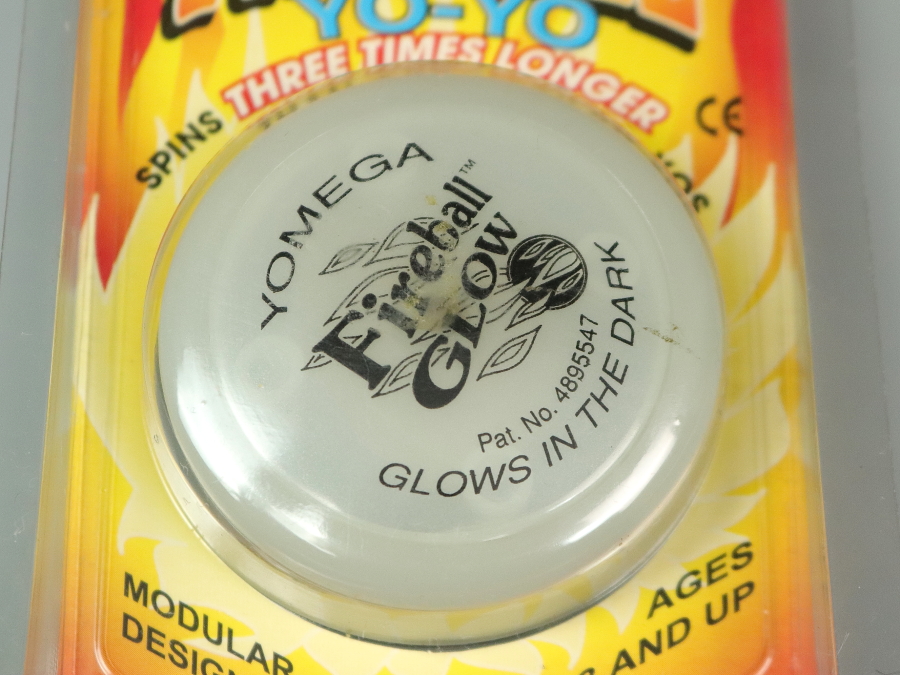 YO-YO
THREE TIMES LONGER
SPINS
CE
YOMEGA
Fireball™
GLOW
Pat. No. 4895547
GLOWS IN THE DARK
MODULAR
DESIGN
AGES
AND UP